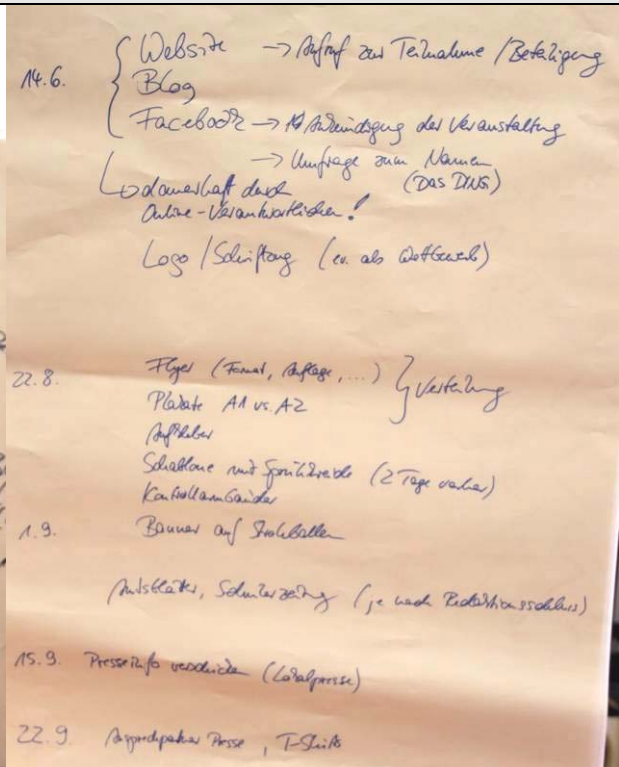 14.6. Website → Aufruf zur Teilnahme / Beteiligung
Blog
Facebook → Ankündigung der Veranstaltung
→ Umfrage zum Namen
(Das DING)
dauerhaft durch
Online-Verantwortlichen!
Logo / Schriftzug (ev. als Wettbewerb)
22.8. Flyer (Format, Auflage, ...) } Verteilung
Plakate A1 vs. A2
Aufkleber
Schablone mit Sprühkreide (2 Tage vorher)
Kontrollarmbänder
1.9. Banner auf Strohballen
Amtsblätter, Schülerzeitung (je nach Redaktionsschluss)
15.9. Presseinfo verschicken (Lokalpresse)
22.9. Ansprechpartner Presse, T-Shirts